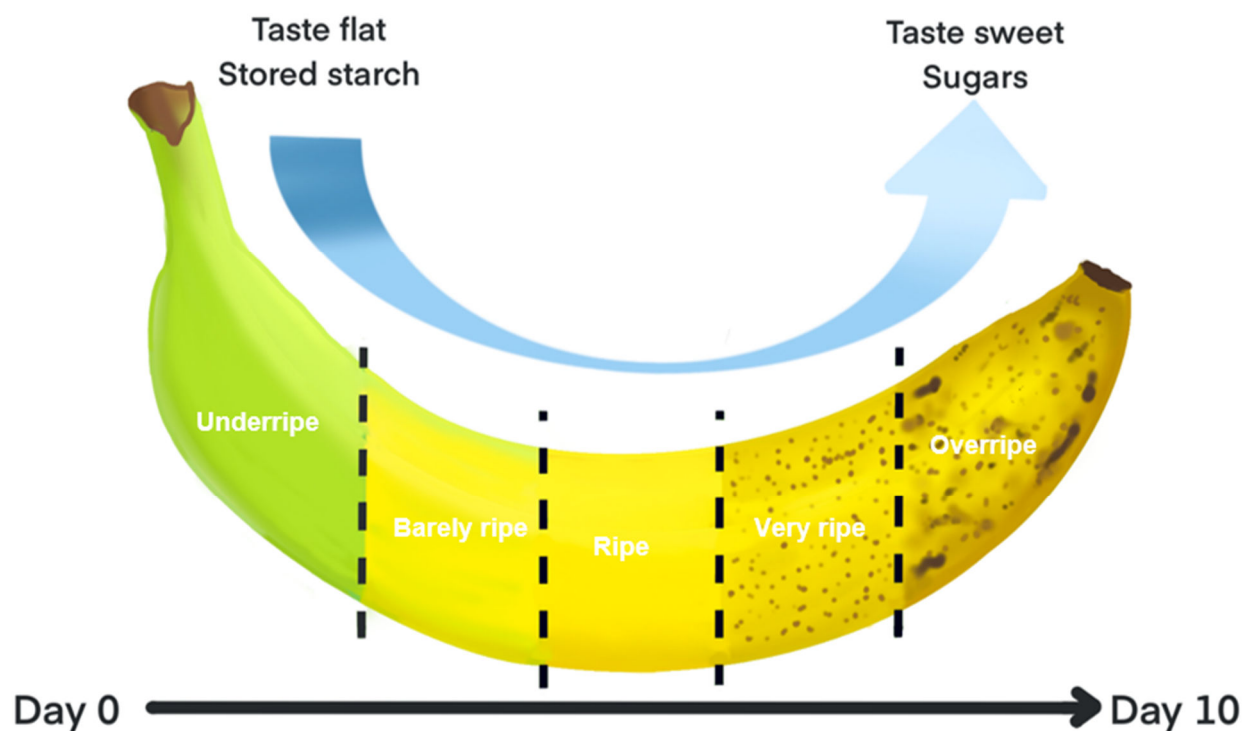 Taste flat
Stored starch
Taste sweet
Sugars
Underripe
Barely ripe
Ripe
Very ripe
Overripe
Day 0
Day 10